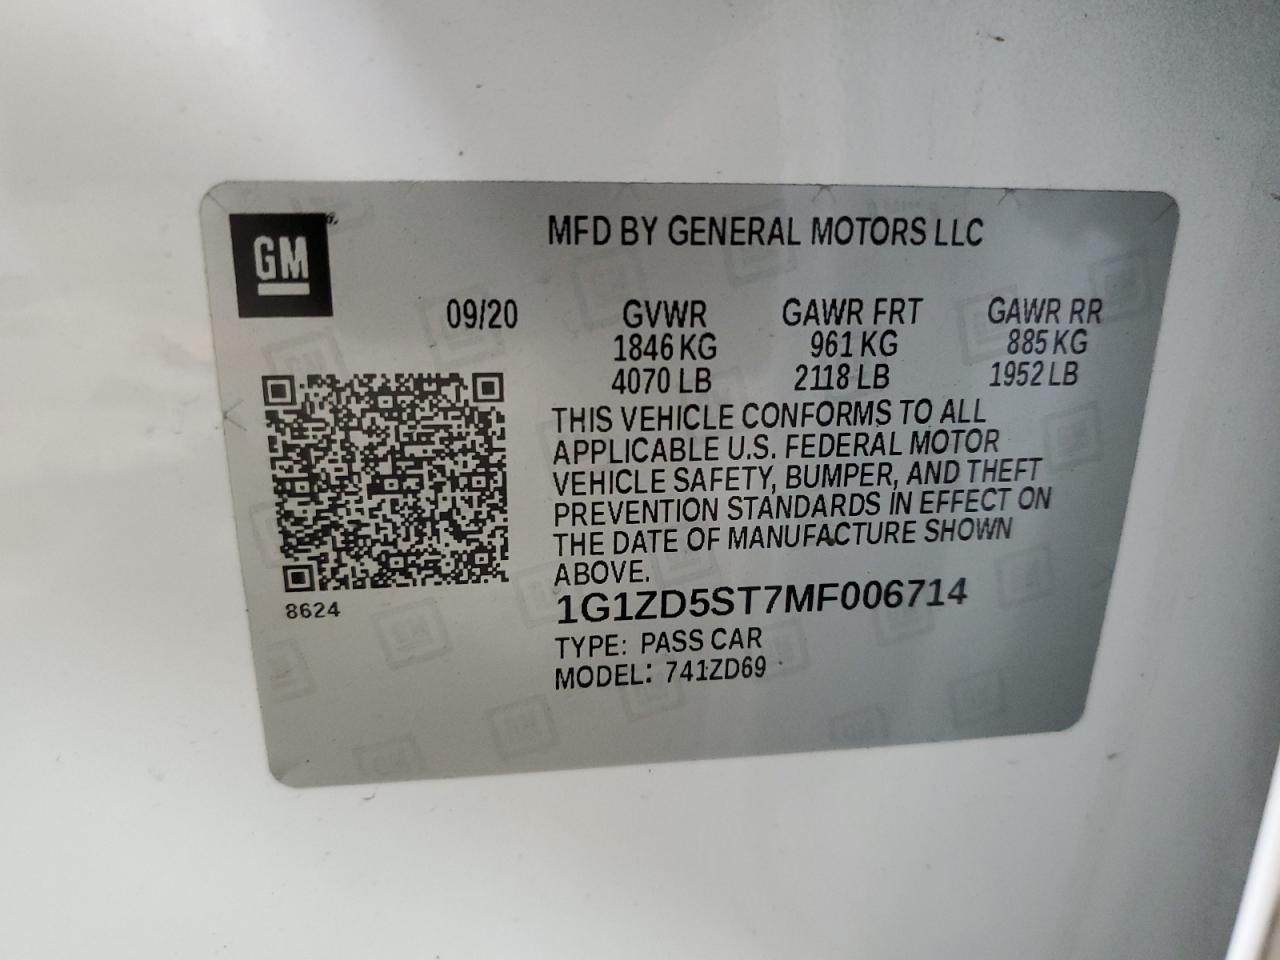 GM
MFD BY GENERAL MOTORS LLC
09/20 GVWR GAWR FRT GAWR RR
1846 KG 961 KG 885 KG
4070 LB 2118 LB 1952 LB
THIS VEHICLE CONFORMS TO ALL
APPLICABLE U.S. FEDERAL MOTOR
VEHICLE SAFETY, BUMPER, AND THEFT
PREVENTION STANDARDS IN EFFECT ON
THE DATE OF MANUFACTURE SHOWN
ABOVE.
8624
1G1ZD5ST7MF006714
TYPE: PASS CAR
MODEL: 741ZD69